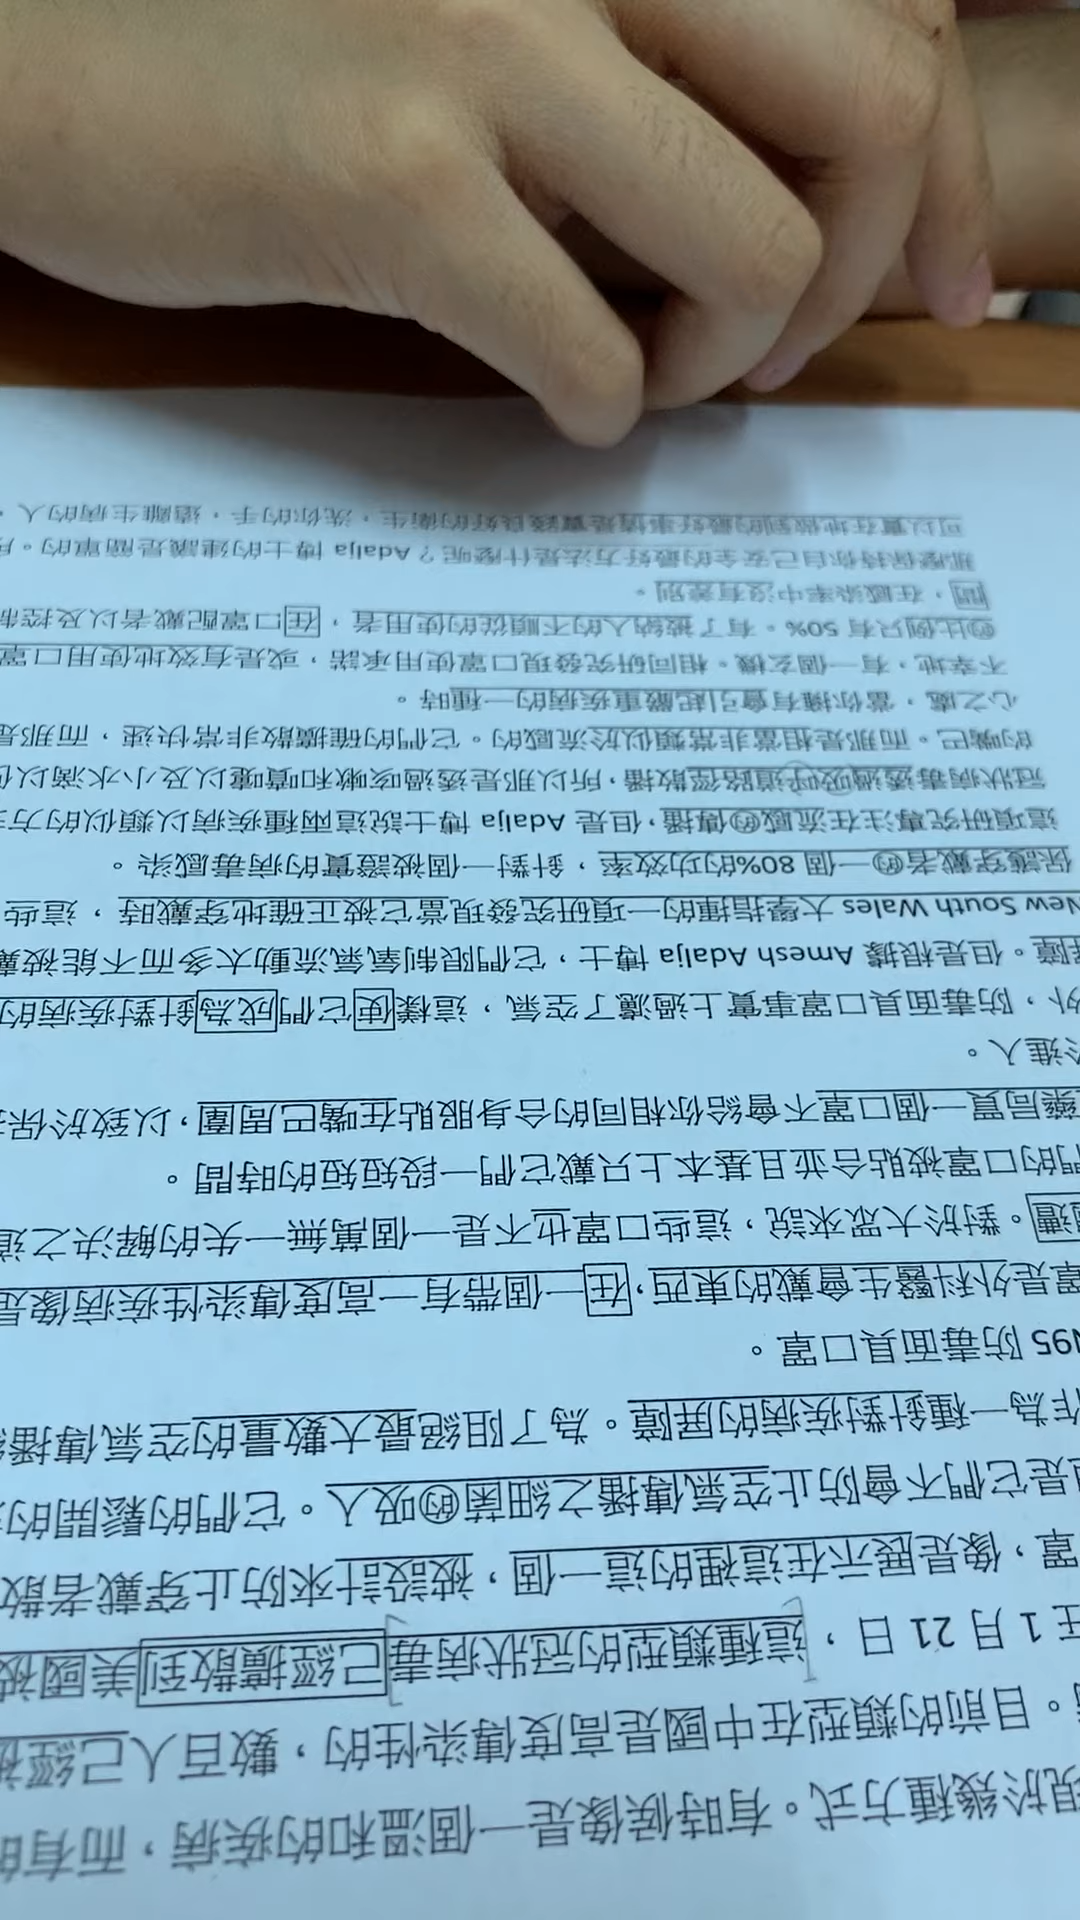 現於幾種方式。有時候像是一個溫和的疾病，而有的
。目前的類型在中國是高度傳染性的，數百人已經被
在 1 月 21 日，這種類型的冠狀病毒已經擴散到美國被
罩，像是展示在這裡的這一個，被設計來防止穿戴者散
但是它們不會防止空氣傳播之細菌的吸入。它們的鬆開的
作為一種針對疾病的屏障。為了阻絕最大數量的空氣傳播
N95 防毒面具口罩。
罩是外科醫生會戴的東西，在一個帶有一高度傳染性疾病像是
遭。對於大眾來說，這些口罩也不是一個萬無一失的解決之道
們的口罩被貼合並且基本上只戴它們一段短短的時間。
藥局買一個口罩不會給你相同的合身服貼在嘴巴周圍，以致於保
進入。
外，防毒面具口罩事實上過濾了空氣，這樣使它們成為針對疾病的
障。但是根據 Amesh Adalja 博士，它們限制氧氣流動太多而不能被
New South Wales 大學指揮的一項研究發現當它被正確地穿戴時，這些
保護穿戴者的一個 80%的功效率，針對一個被證實的病毒感染。
這項研究專注在流感的傳播，但是 Adalja 博士說這兩種疾病以類似的方
冠狀病毒透過呼吸道路徑散播，所以那是透過咳嗽和噴嚏以及小水滴以
的嘴巴。而那是相當非常類似於流感的。它們的確擴散非常快速，而那是
心之處，當你擁有會引起嚴重疾病的一種時。
不幸地，有一個玄機。相同研究發現口罩使用承諾，或是有效地使用口罩
的比例只有 50%。有了被納入的不順從的使用者，在口罩配戴者以及控制
間，在感染率中沒有差別。
那麼保持你自己安全的最好方法是什麼呢？Adalja 博士的建議是簡單的。
可以實在地做到的最好事情是實踐良好的衛生，洗你的手，遠離生病的人，